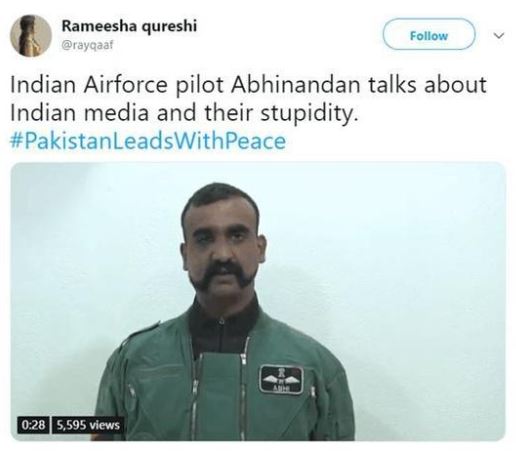 Rameesha qureshi
@rayqaaf
Follow
Indian Airforce pilot Abhinandan talks about
Indian media and their stupidity.
#PakistanLeadsWithPeace
ABHI
0:28 5,595 views